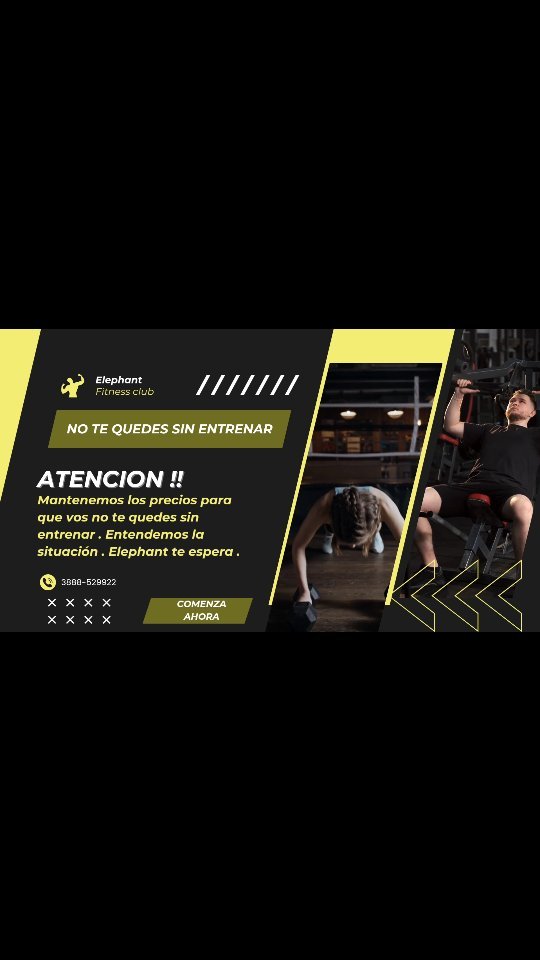 Elephant
Fitness club
NO TE QUEDES SIN ENTRENAR
ATENCION !!
Mantenemos los precios para
que vos no te quedes sin
entrenar . Entendemos la
situación . Elephant te espera .
3888-529922
COMENZA
AHORA